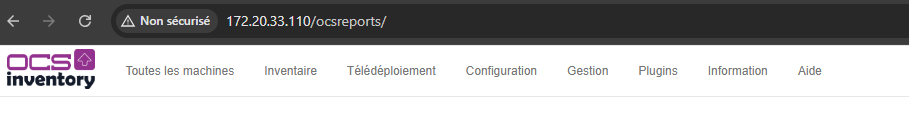 Non sécurisé 172.20.33.110/ocsreports/
OCS inventory Toutes les machines Inventaire Télédéploiement Configuration Gestion Plugins Information Aide